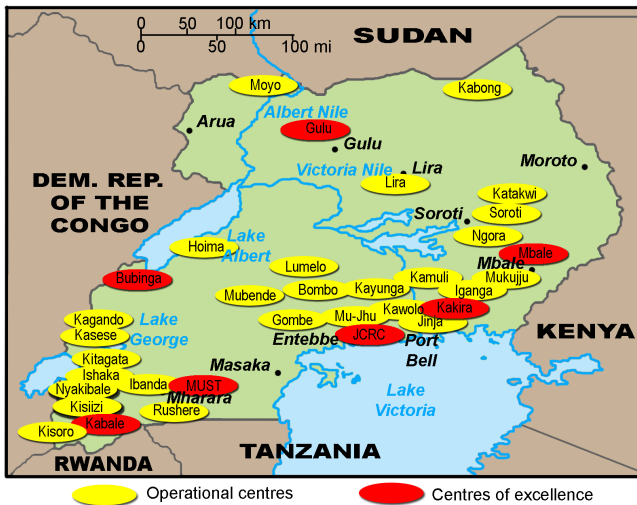 0 50 100 km
0 50 100 mi
SUDAN
Moyo
Kabong
Albert Nile
Arua
Gulu
Gulu
Moroto
Victoria Nile
Lira
Lira
DEM. REP.
OF THE
CONGO
Katakwi
Soroti
Soroti
Ngora
Lake
Albert
Hoima
Mbale
Mbale
Lumelo
Bubinga
Kamuli
Mukujju
Bombo
Kayunga
Iganga
Mubende
Kakira
Kawolo
Kagando
Lake
George
Gombe
Mu-Jhu
Jinja
Kasese
Entebbe
JCRC
Port
Bell
KENYA
Kitagata
Masaka
Ishaka
Ibanda
MUST
Nyakibale
Mbarara
Lake
Victoria
Kisiizi
Rushere
Kabale
Kisoro
TANZANIA
RWANDA
Operational centres
Centres of excellence